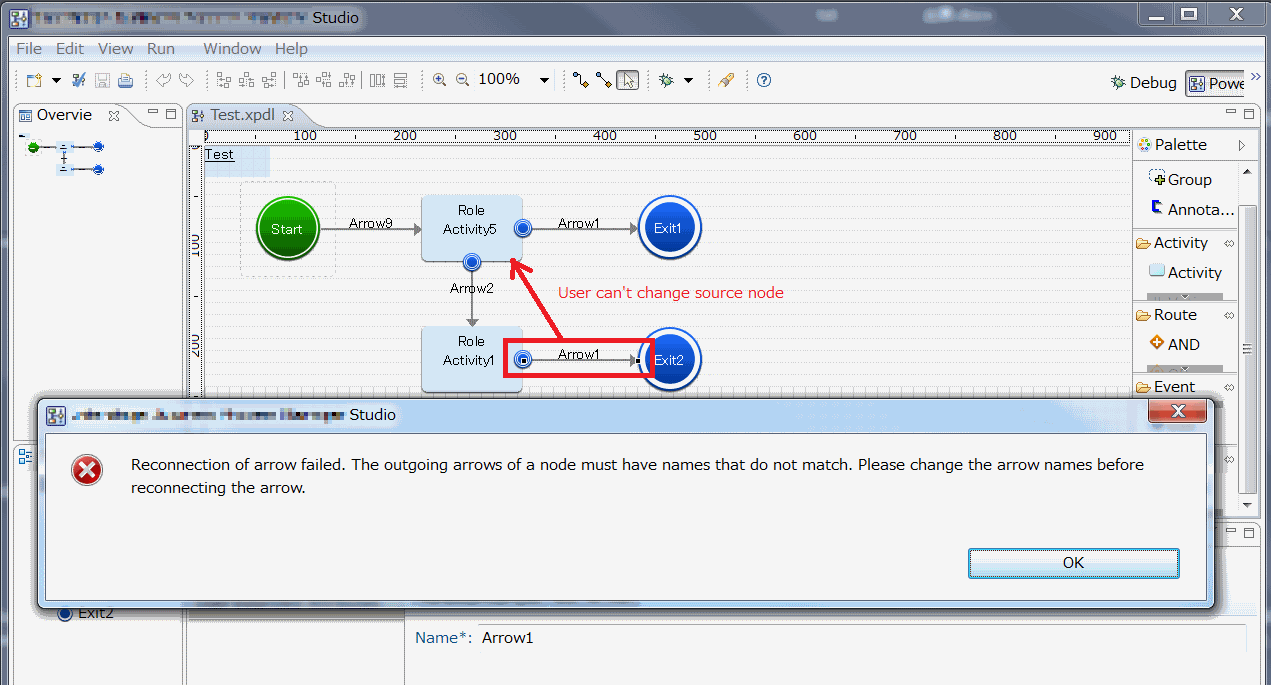 Studio
File Edit View Run Window Help
100%
Debug
Powe
Overvie
Test.xpdl
0 100 200 300 400 500 600 700 800 900
Test
Palette
Group
Annota...
Activity
Activity
Route
AND
Event
100
200
Start
Arrow9
Role
Activity5
Arrow1
Exit1
Arrow2
User can't change source node
Role
Activity1
Arrow1
Exit2
Studio
Reconnection of arrow failed. The outgoing arrows of a node must have names that do not match. Please change the arrow names before
reconnecting the arrow.
OK
Exit2
Name*: Arrow1